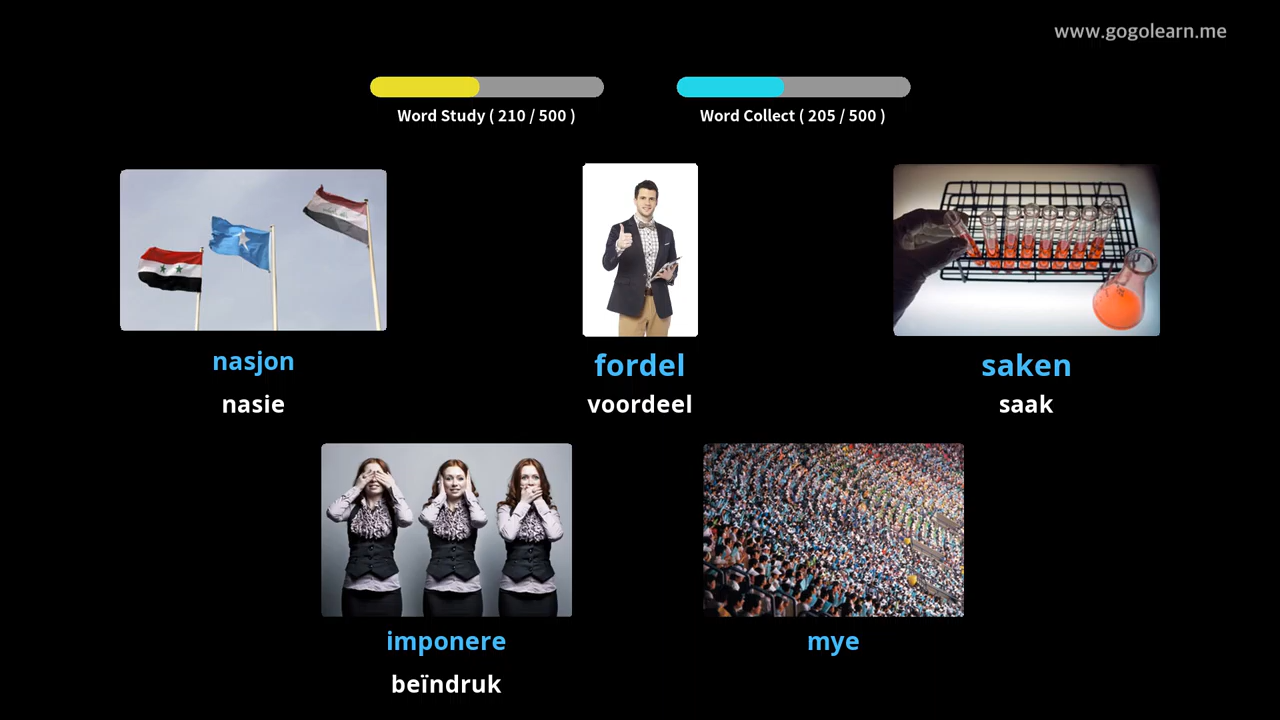 www.gogolearn.me
Word Study ( 210 / 500 )
Word Collect ( 205 / 500 )
nasjon
nasie
fordel
voordeel
saken
saak
imponere
beïndruk
mye